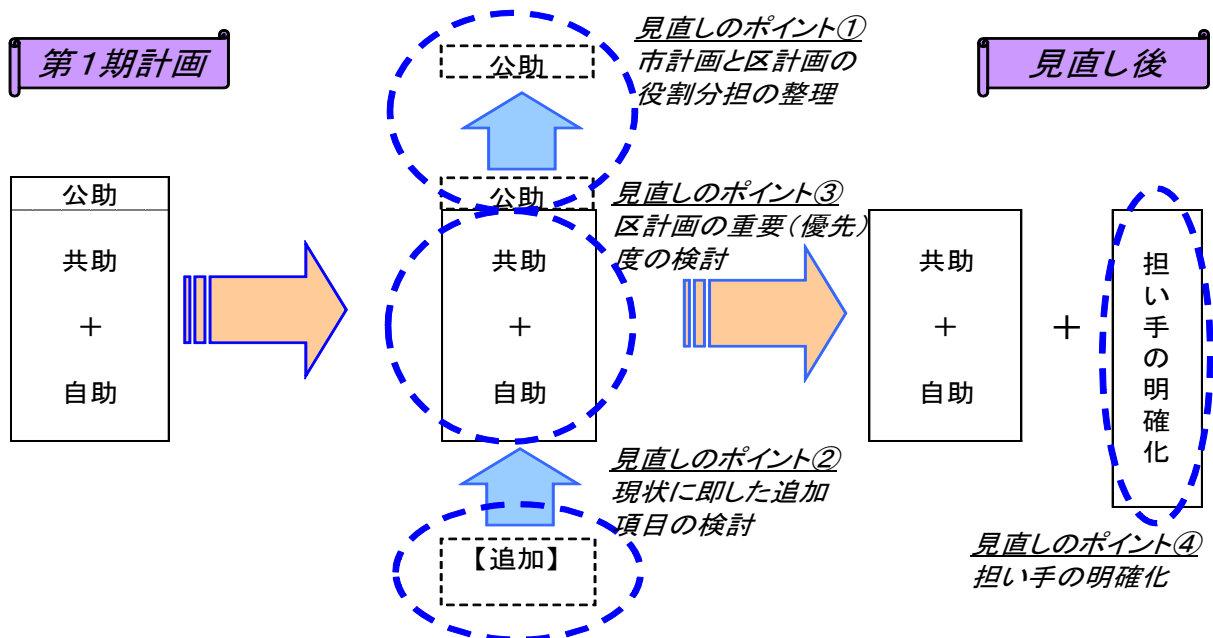 第1期計画
公助
共助
+
自助
公助
見直しのポイント①
市計画と区計画の
役割分担の整理
公助
共助
+
自助
見直しのポイント③
区計画の重要(優先)
度の検討
見直しのポイント②
現状に即した追加
項目の検討
【追加】
見直し後
共助
+
自助
+
担い手の明確化
見直しのポイント④
担い手の明確化